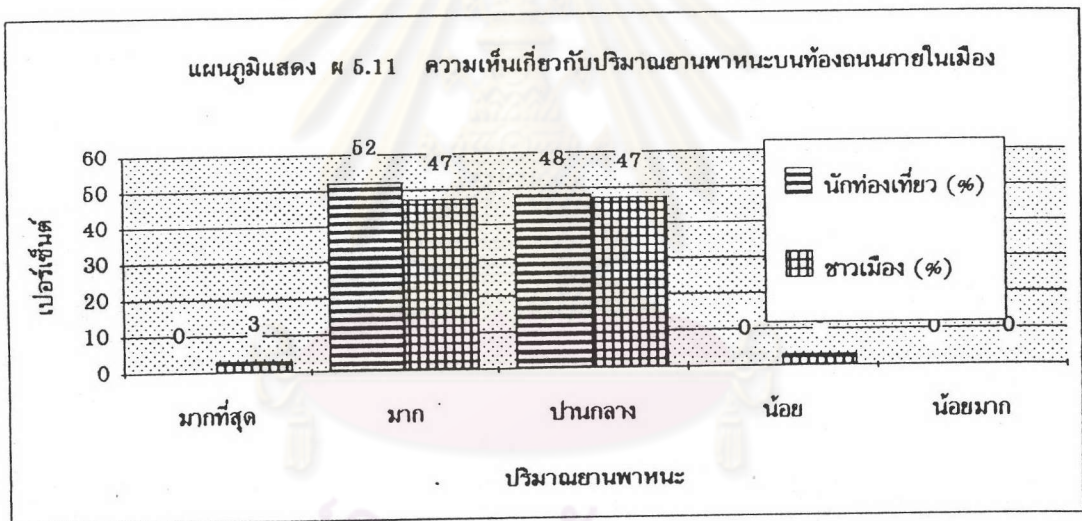 แผนภูมิแสดง ผ 5.11 ความเห็นเกี่ยวกับปริมาณยานพาหนะบนท้องถนนภายในเมือง
เปอร์เซ็นต์
60
50
40
30
20
10
0
0 3 52 47 48 47 0 0 0
นักท่องเที่ยว (%)
ชาวเมือง (%)
มากที่สุด มาก ปานกลาง น้อย น้อยมาก
ปริมาณยานพาหนะ